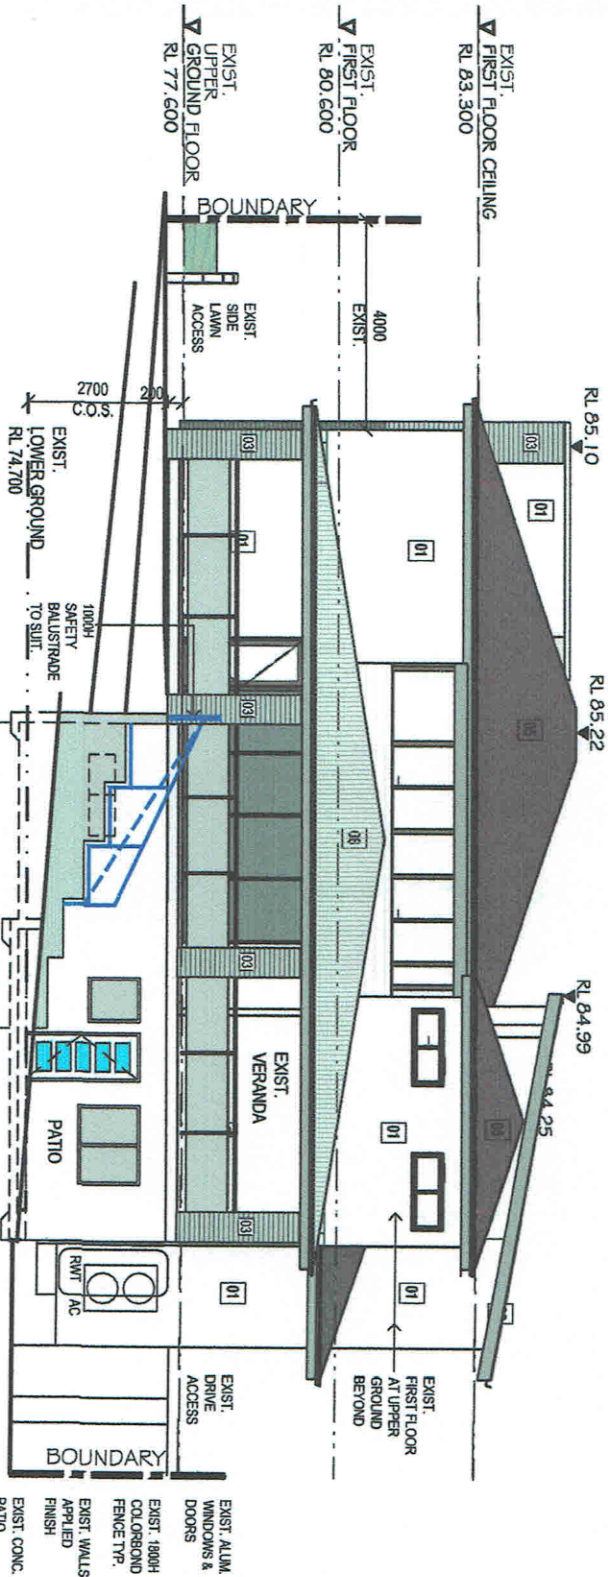 EXIST.
FIRST FLOOR CEILING
RL 83.300
EXIST.
FIRST FLOOR
RL 80.600
EXIST.
UPPER
GROUND FLOOR
RL 77.600
BOUNDARY
4000
EXIST.
EXIST.
SIDE
LAWN
ACCESS
2700
C.O.S.
200
EXIST.
LOWER GROUND
RL 74.700
1000H
SAFETY
BALUSTRADE
TO SUIT.
RL 85.10
RL 85.22
RL 84.99
84.25
03
01
01
03
01
03
06
03
03
01
01
01
EXIST.
VERANDA
PATIO
RWT
AC
EXIST.
FIRST FLOOR
AT UPPER
GROUND
BEYOND
EXIST.
DRIVE
ACCESS
BOUNDARY
EXIST. ALUM.
WINDOWS &
DOORS
EXIST. 1800H
COLORBOND
FENCE TYP.
EXIST. WALLS
APPLIED
FINISH
EXIST. CONC.
PATIO